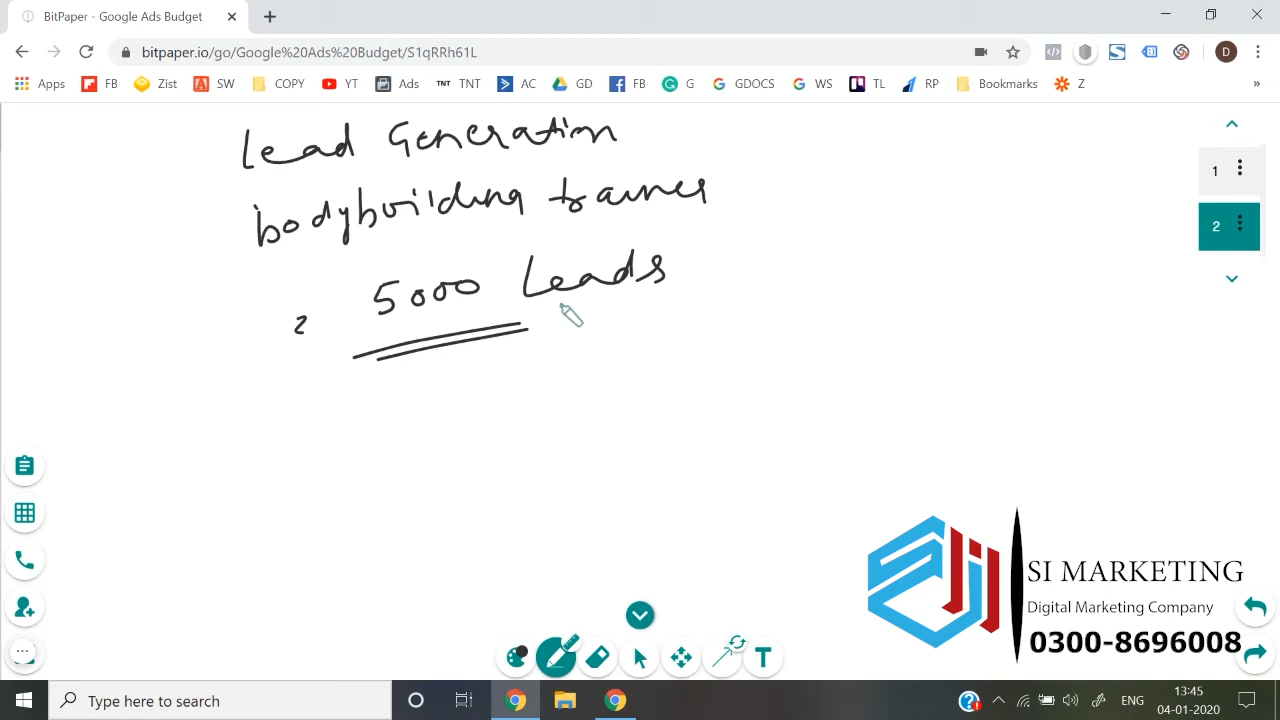 BitPaper - Google Ads Budget
bitpaper.io/go/Google%20Ads%20Budget/S1qRRh61L
D
Apps FB Zist SW COPY YT Ads TNT TNT AC GD FB G GDOCS WS TL RP Bookmarks Z »
Lead Generation
bodybuilding trainer
5000 Leads
2
1
2
SI MARKETING
Digital Marketing Company
0300-8696008
T
Type here to search
ENG
13:45
04-01-2020